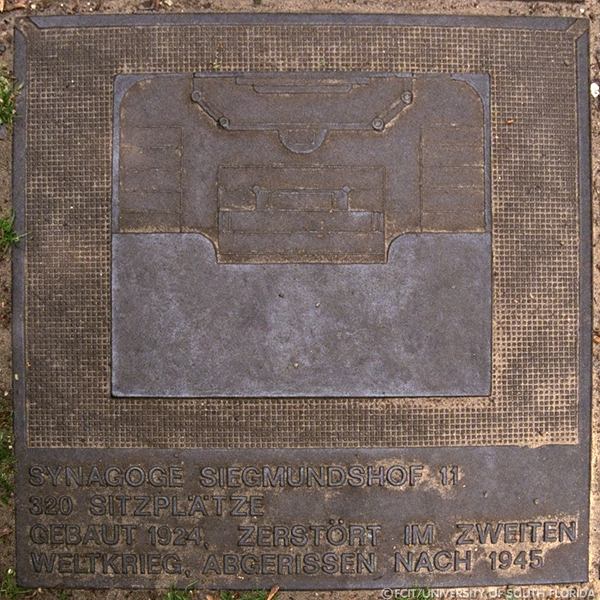 SYNAGOGE SIEGMUNDSHOF 11
320 SITZPLÄTZE
GEBAUT 1924, ZERSTÖRT IM ZWEITEN
WELTKRIEG, ABGERISSEN NACH 1945
© FCIT/UNIVERSITY OF SOUTH FLORIDA